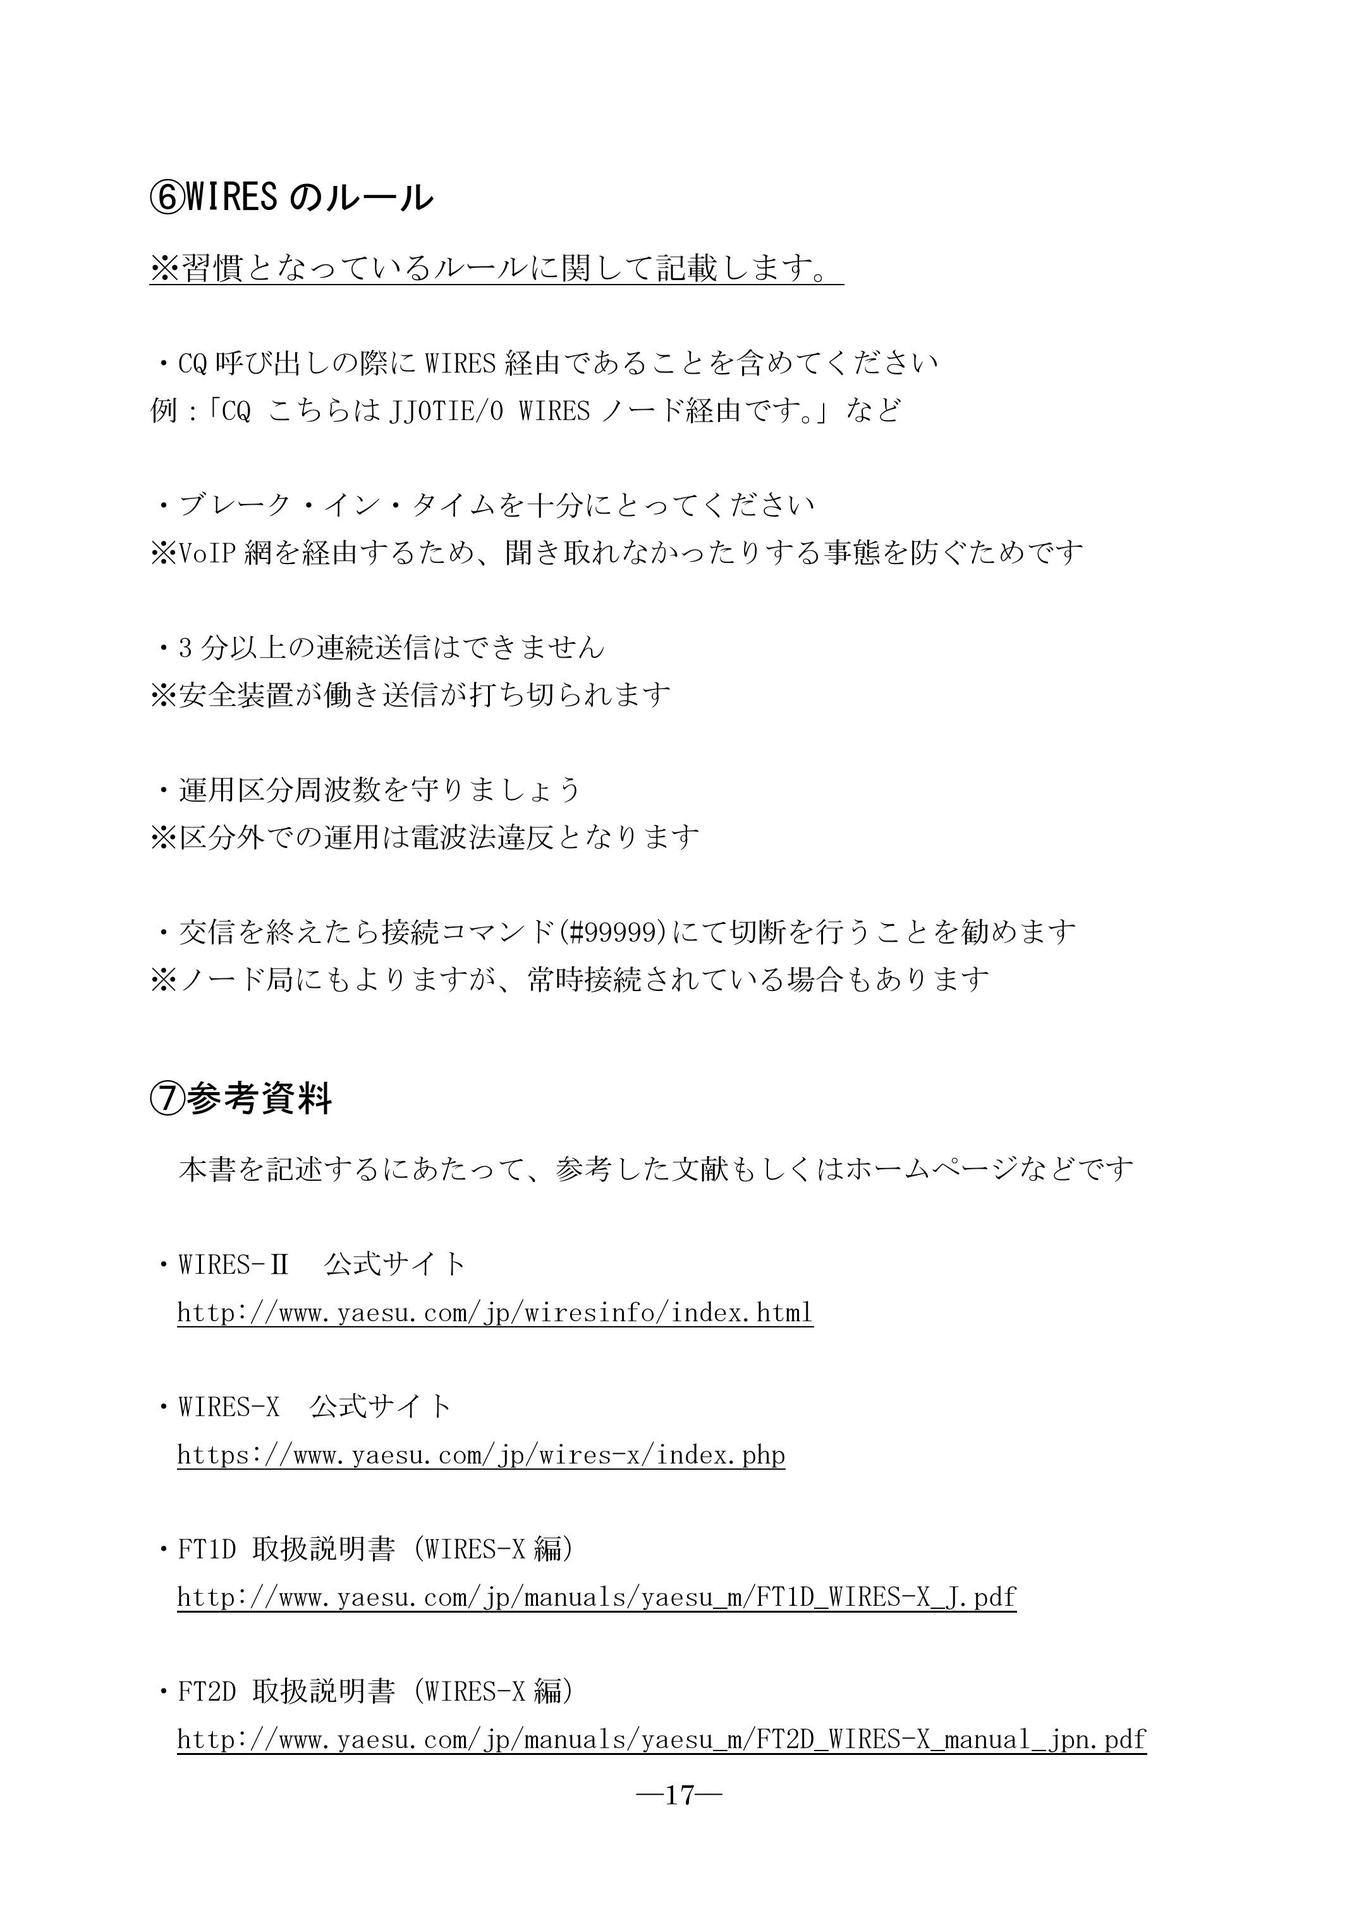 ⑥WIRES のルール
※習慣となっているルールに関して記載します。
・CQ 呼び出しの際に WIRES 経由であることを含めてください
例：「CQ こちらは JJ0TIE/0 WIRES ノード経由です。」など
・ブレーク・イン・タイムを十分にとってください
※VoIP 網を経由するため、聞き取れなかったりする事態を防ぐためです
・3 分以上の連続送信はできません
※安全装置が働き送信が打ち切られます
・運用区分周波数を守りましょう
※区分外での運用は電波法違反となります
・交信を終えたら接続コマンド(#99999)にて切断を行うことを勧めます
※ノード局にもよりますが、常時接続されている場合もあります
⑦参考資料
本書を記述するにあたって、参考した文献もしくはホームページなどです
・WIRES-Ⅱ　公式サイト
http://www.yaesu.com/jp/wiresinfo/index.html
・WIRES-X　公式サイト
https://www.yaesu.com/jp/wires-x/index.php
・FT1D 取扱説明書（WIRES-X 編）
http://www.yaesu.com/jp/manuals/yaesu_m/FT1D_WIRES-X_J.pdf
・FT2D 取扱説明書（WIRES-X 編）
http://www.yaesu.com/jp/manuals/yaesu_m/FT2D_WIRES-X_manual_jpn.pdf
―17―